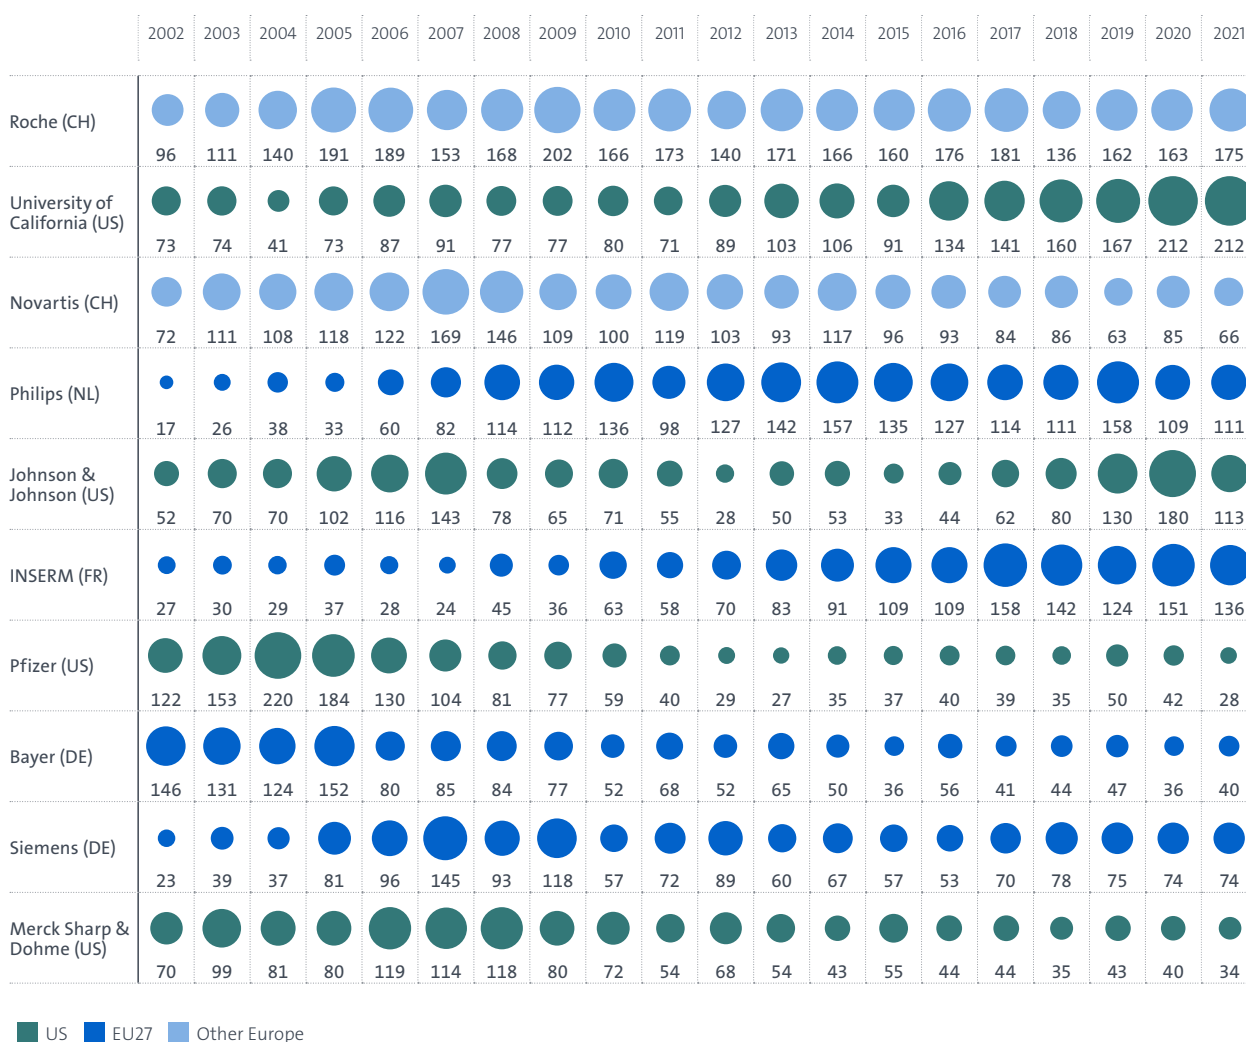 2002 2003 2004 2005 2006 2007 2008 2009 2010 2011 2012 2013 2014 2015 2016 2017 2018 2019 2020 2021
Roche (CH)
96 111 140 191 189 153 168 202 166 173 140 171 166 160 176 181 136 162 163 175
University of
California (US)
73 74 41 73 87 91 77 77 80 71 89 103 106 91 134 141 160 167 212 212
Novartis (CH)
72 111 108 118 122 169 146 109 100 119 103 93 117 96 93 84 86 63 85 66
Philips (NL)
17 26 38 33 60 82 114 112 136 98 127 142 157 135 127 114 111 158 109 111
Johnson &
Johnson (US)
52 70 70 102 116 143 78 65 71 55 28 50 53 33 44 62 80 130 180 113
INSERM (FR)
27 30 29 37 28 24 45 36 63 58 70 83 91 109 109 158 142 124 151 136
Pfizer (US)
122 153 220 184 130 104 81 77 59 40 29 27 35 37 40 39 35 50 42 28
Bayer (DE)
146 131 124 152 80 85 84 77 52 68 52 65 50 36 56 41 44 47 36 40
Siemens (DE)
23 39 37 81 96 145 93 118 57 72 89 60 67 57 53 70 78 75 74 74
Merck Sharp &
Dohme (US)
70 99 81 80 119 114 118 80 72 54 68 54 43 55 44 44 35 43 40 34
US EU27 Other Europe